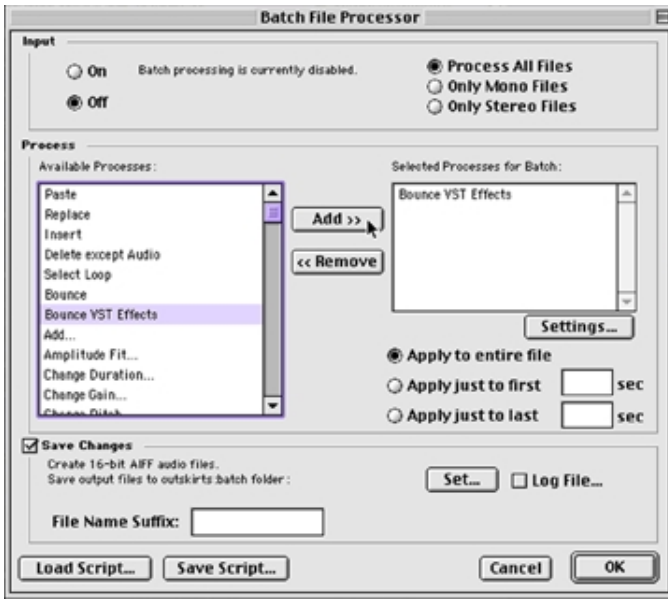 Batch File Processor
Input
On
Batch processing is currently disabled.
Off
Process All Files
Only Mono Files
Only Stereo Files
Process
Available Processes:
Paste
Replace
Insert
Delete except Audio
Select Loop
Bounce
Bounce VST Effects
Add...
Amplitude Fit...
Change Duration...
Change Gain...
Change Pitch
Add >>
<< Remove
Selected Processes for Batch:
Bounce VST Effects
Settings...
Apply to entire file
Apply just to first
sec
Apply just to last
sec
Save Changes
Create 16-bit AIFF audio files.
Save output files to outskirts:batch folder:
Set...
Log File...
File Name Suffix:
Load Script...
Save Script...
Cancel
OK